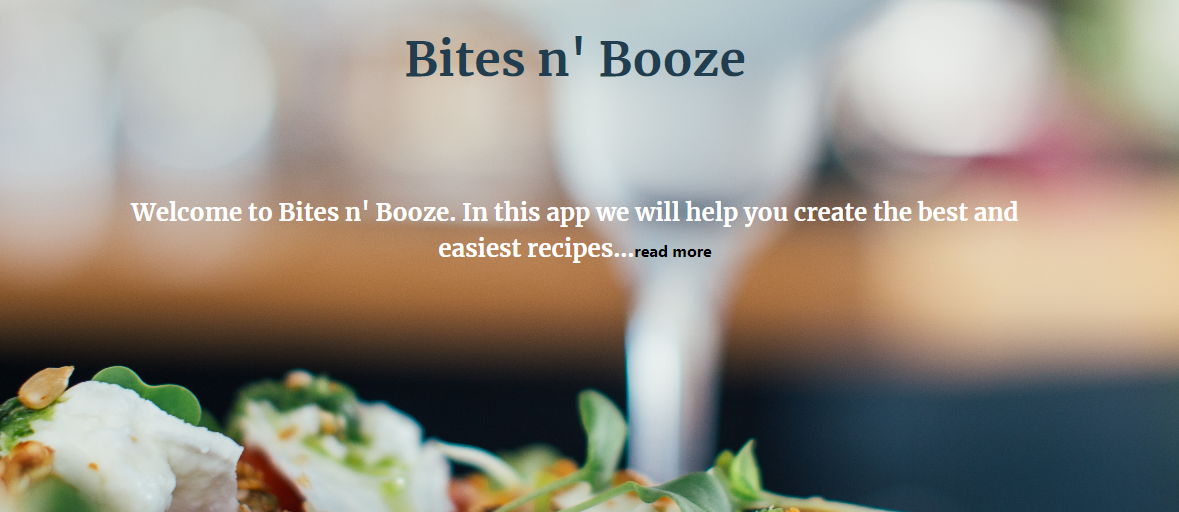 Bites n' Booze
Welcome to Bites n' Booze. In this app we will help you create the best and
easiest recipes...read more